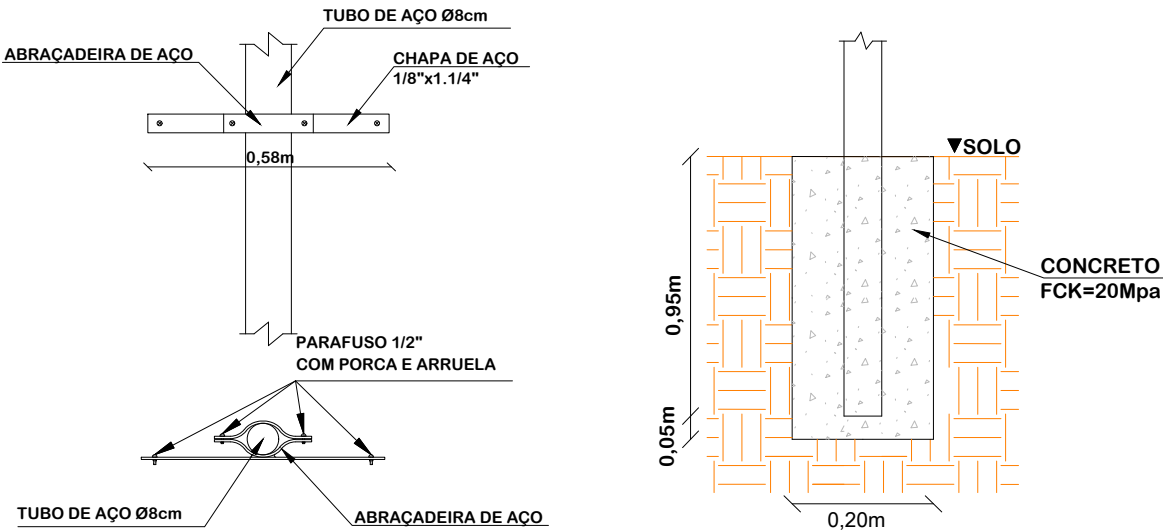 TUBO DE AÇO Ø8cm
ABRAÇADEIRA DE AÇO
CHAPA DE AÇO
1/8"x1.1/4"
0,58m
PARAFUSO 1/2"
COM PORCA E ARRUELA
TUBO DE AÇO Ø8cm
ABRAÇADEIRA DE AÇO
SOLO
0,95m
CONCRETO
FCK=20Mpa
0,05m
0,20m